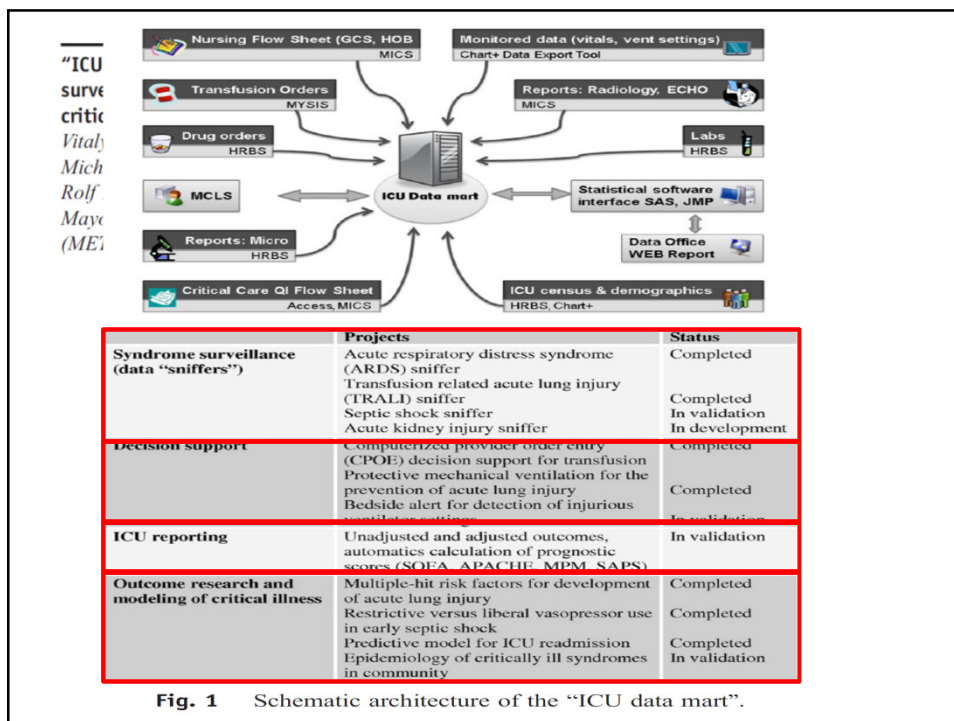 Nursing Flow Sheet (GCS, HOB
MICS
Monitored data (vitals, vent settings)
Chart+ Data Export Tool
"ICU
surve
critic
Vitaly
Mich
Rolf
Mayo
(MET
Transfusion Orders
MYSIS
Reports: Radiology, ECHO
MICS
Drug orders
HRBS
Labs
HRBS
MCLS
ICU Data mart
Statistical software
interface SAS, JMP
Reports: Micro
HRBS
Data Office
WEB Report
Critical Care QI Flow Sheet
Access, MICS
ICU census & demographics
HRBS, Chart+
Projects Status
Syndrome surveillance Acute respiratory distress syndrome Completed
(data "sniffers") (ARDS) sniffer
Transfusion related acute lung injury
(TRALI) sniffer Completed
Septic shock sniffer In validation
Acute kidney injury sniffer In development
Decision support Computerized provider order entry Completed
(CPOE) decision support for transfusion
Protective mechanical ventilation for the
prevention of acute lung injury Completed
Bedside alert for detection of injurious
ventilator settings In validation
ICU reporting Unadjusted and adjusted outcomes, In validation
automatics calculation of prognostic
scores (SOFA, APACHE, MPM, SAPS)
Outcome research and Multiple-hit risk factors for development Completed
modeling of critical illness of acute lung injury
Restrictive versus liberal vasopressor use Completed
in early septic shock
Predictive model for ICU readmission Completed
Epidemiology of critically ill syndromes In validation
in community
Fig. 1 Schematic architecture of the "ICU data mart".